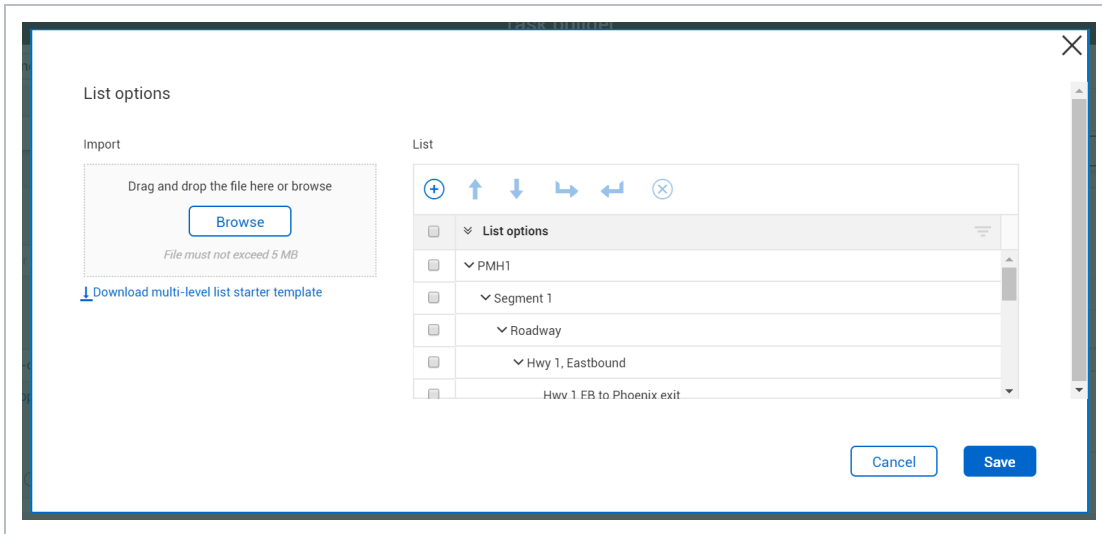 Task builder
List options
Import
List
Drag and drop the file here or browse
Browse
File must not exceed 5 MB
Download multi-level list starter template
List options
PMH1
Segment 1
Roadway
Hwy 1, Eastbound
Hwy 1 EB to Phoenix exit
Cancel
Save